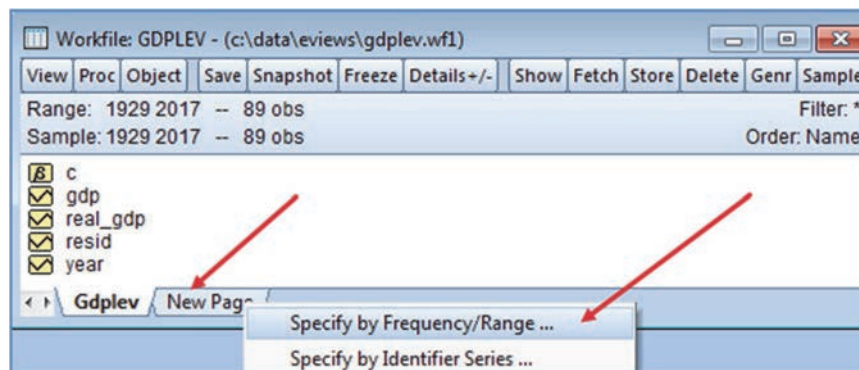 Workfile: GDPLEV - (c:\data\eviews\gdplev.wf1)
View Proc Object Save Snapshot Freeze Details+/- Show Fetch Store Delete Genr Sample
Range: 1929 2017 -- 89 obs Filter: *
Sample: 1929 2017 -- 89 obs Order: Name
β c
gdp
real_gdp
resid
year
Gdplev New Page
Specify by Frequency/Range ...
Specify by Identifier Series ...